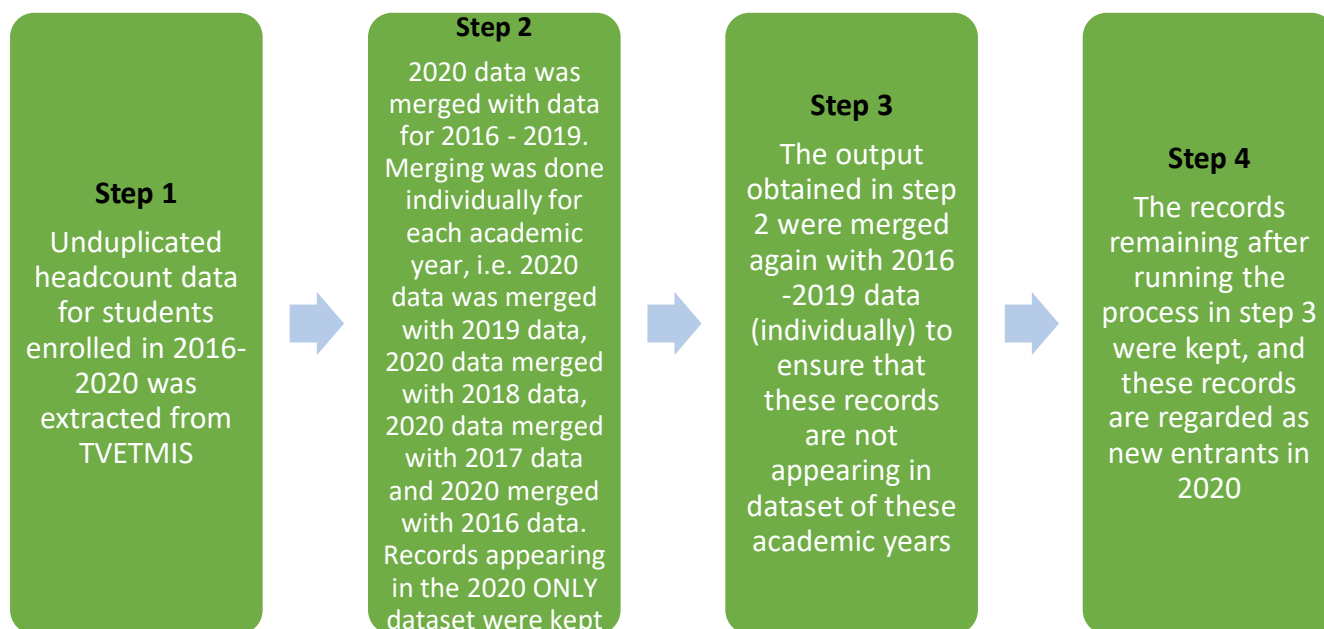 Step 1
Unduplicated
headcount data
for students
enrolled in 2016-
2020 was
extracted from
TVETMIS
Step 2
2020 data was
merged with data
for 2016 - 2019.
Merging was done
individually for
each academic
year, i.e. 2020
data was merged
with 2019 data,
2020 data merged
with 2018 data,
2020 data merged
with 2017 data
and 2020 merged
with 2016 data.
Records appearing
in the 2020 ONLY
dataset were kept
Step 3
The output
obtained in step
2 were merged
again with 2016
-2019 data
(individually) to
ensure that
these records
are not
appearing in
dataset of these
academic years
Step 4
The records
remaining after
running the
process in step 3
were kept, and
these records
are regarded as
new entrants in
2020